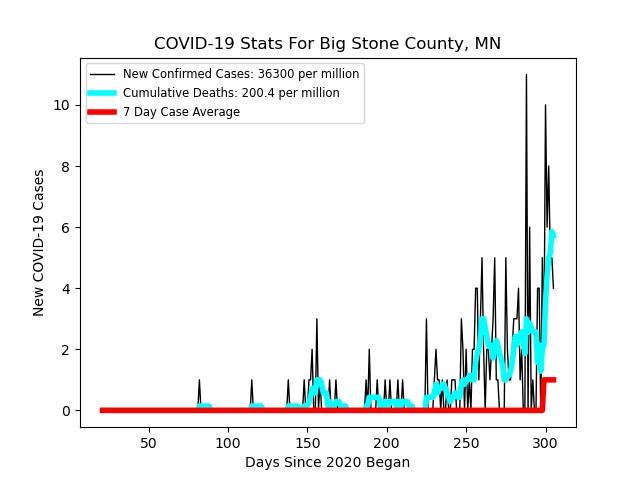 COVID-19 Stats For Big Stone County, MN
New Confirmed Cases: 36300 per million
Cumulative Deaths: 200.4 per million
7 Day Case Average
New COVID-19 Cases
10
8
6
4
2
0
50 100 150 200 250 300
Days Since 2020 Began